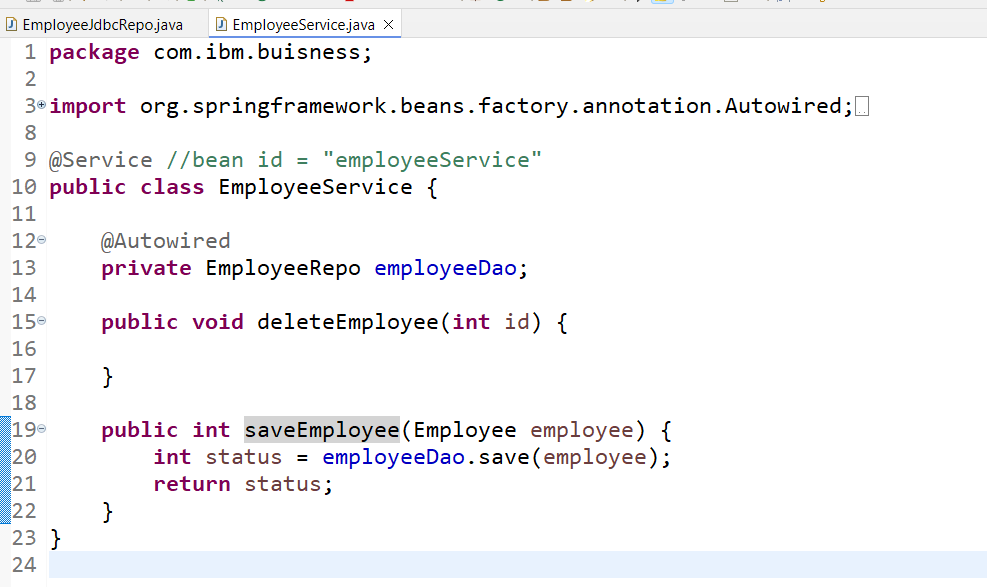 EmployeeJdbcRepo.java EmployeeService.java
1 package com.ibm.buisness;
2
3 import org.springframework.beans.factory.annotation.Autowired;
8
9 @Service //bean id = "employeeService"
10 public class EmployeeService {
11
12 @Autowired
13 private EmployeeRepo employeeDao;
14
15 public void deleteEmployee(int id) {
16
17 }
18
19 public int saveEmployee(Employee employee) {
20 int status = employeeDao.save(employee);
21 return status;
22 }
23 }
24